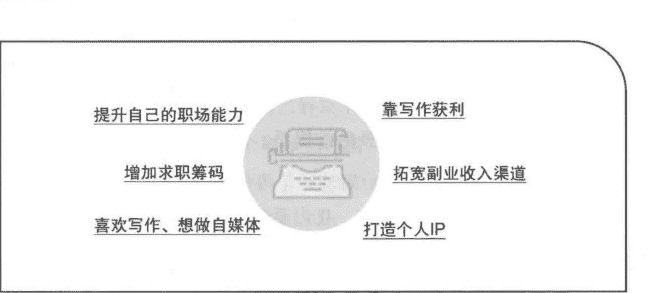 提升自己的职场能力
靠写作获利
增加求职筹码
拓宽副业收入渠道
喜欢写作、想做自媒体
打造个人IP